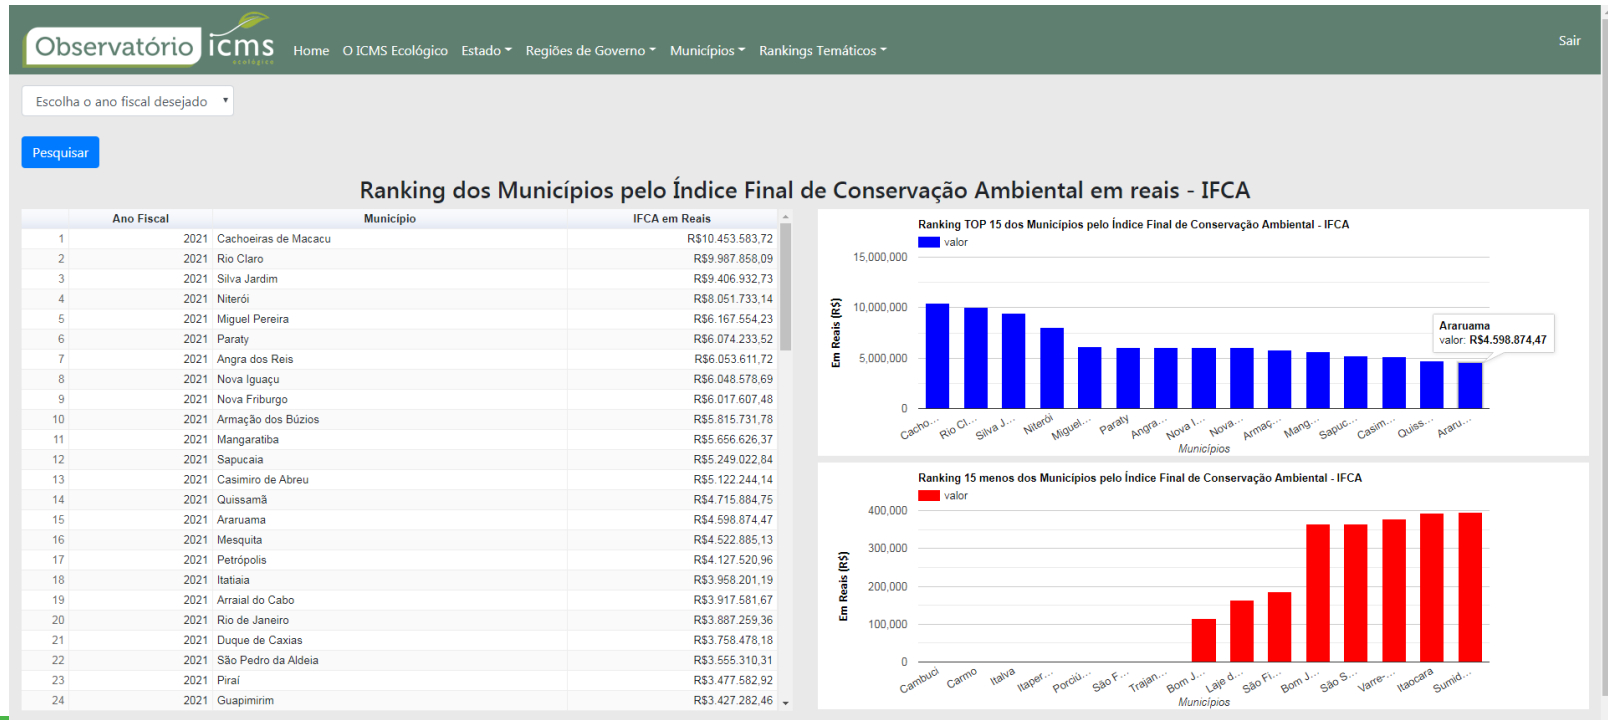 Observatório icms
ecológico
Home O ICMS Ecológico Estado Regiões de Governo Municípios Rankings Temáticos Sair
Escolha o ano fiscal desejado
Pesquisar
Ranking dos Municípios pelo Índice Final de Conservação Ambiental em reais - IFCA
Ano Fiscal Município IFCA em Reais
1 2021 Cachoeiras de Macacu R$10.453.583,72
2 2021 Rio Claro R$9.987.858,09
3 2021 Silva Jardim R$9.406.932,73
4 2021 Niterói R$8.051.733,14
5 2021 Miguel Pereira R$6.167.554,23
6 2021 Paraty R$6.074.233,52
7 2021 Angra dos Reis R$6.053.611,72
8 2021 Nova Iguaçu R$6.048.578,69
9 2021 Nova Friburgo R$6.017.607,48
10 2021 Armação dos Búzios R$5.815.731,78
11 2021 Mangaratiba R$5.656.626,37
12 2021 Sapucaia R$5.249.022,84
13 2021 Casimiro de Abreu R$5.122.244,14
14 2021 Quissamã R$4.715.884,75
15 2021 Araruama R$4.598.874,47
16 2021 Mesquita R$4.522.885,13
17 2021 Petrópolis R$4.127.520,96
18 2021 Itatiaia R$3.958.201,19
19 2021 Arraial do Cabo R$3.917.581,67
20 2021 Rio de Janeiro R$3.887.259,36
21 2021 Duque de Caxias R$3.758.478,18
22 2021 São Pedro da Aldeia R$3.555.310,31
23 2021 Piraí R$3.477.582,92
24 2021 Guapimirim R$3.427.282,46
Ranking TOP 15 dos Municípios pelo Índice Final de Conservação Ambiental - IFCA
valor
15,000,000
10,000,000
5,000,000
0
Em Reais (R$)
Araruama
valor: R$4.598.874,47
Cacho... Rio Cl... Silva J... Niterói Miguel... Paraty Angra... Nova I... Nova... Armaç... Mang... Sapuc... Casim... Quiss... Araru...
Municípios
Ranking 15 menos dos Municípios pelo Índice Final de Conservação Ambiental - IFCA
valor
400,000
300,000
200,000
100,000
0
Em Reais (R$)
Cambuci Carmo Italva Itaper... Porciú... São F... Trajan... Bom J... Laje d... São Fi... Bom J... São S... Varre-... Itaocara Sumid...
Municípios